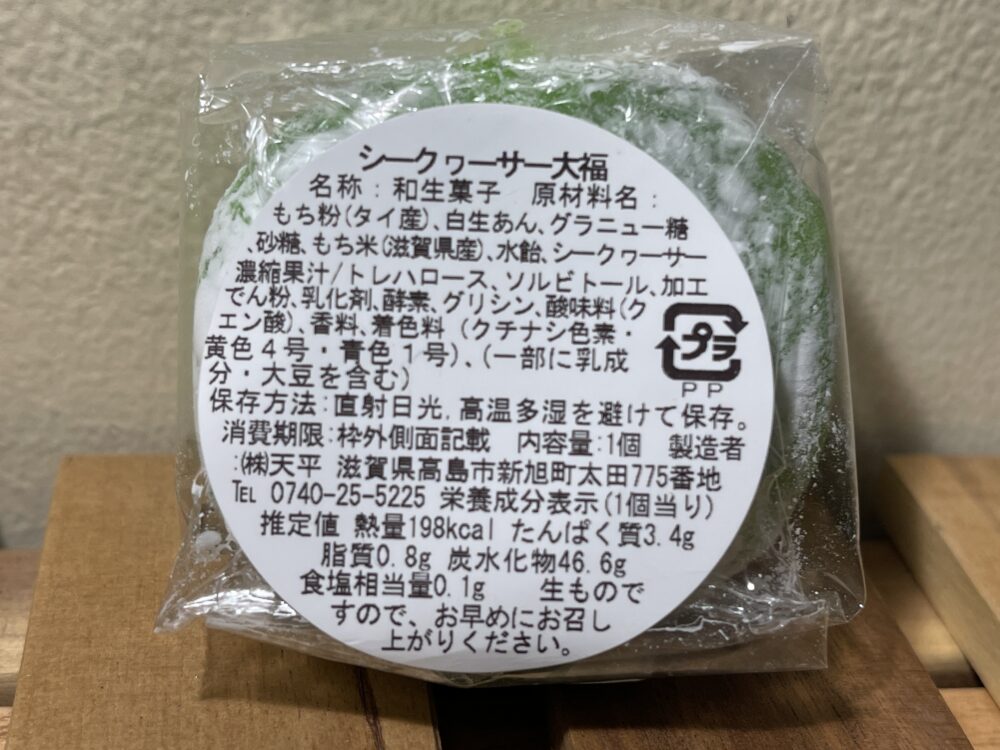 シークヮーサー大福
名称：和生菓子　原材料名：
もち粉(タイ産)、白生あん、グラニュー糖
、砂糖、もち米(滋賀県産)、水飴、シークヮーサー
濃縮果汁/トレハロース、ソルビトール、加工
でん粉、乳化剤、酵素、グリシン、酸味料(ク
エン酸)、香料、着色料（クチナシ色素・
黄色４号・青色１号)、(一部に乳成
分・大豆を含む)
プラ
PP
保存方法:直射日光,高温多湿を避けて保存。
消費期限:枠外側面記載　内容量:1個　製造者
:㈱天平 滋賀県高島市新旭町太田775番地
℡ 0740-25-5225 栄養成分表示(1個当り)
推定値 熱量198kcal たんぱく質3.4g
脂質0.8g 炭水化物46.6g
食塩相当量0.1g　生もので
すので、お早めにお召し
上がりください。